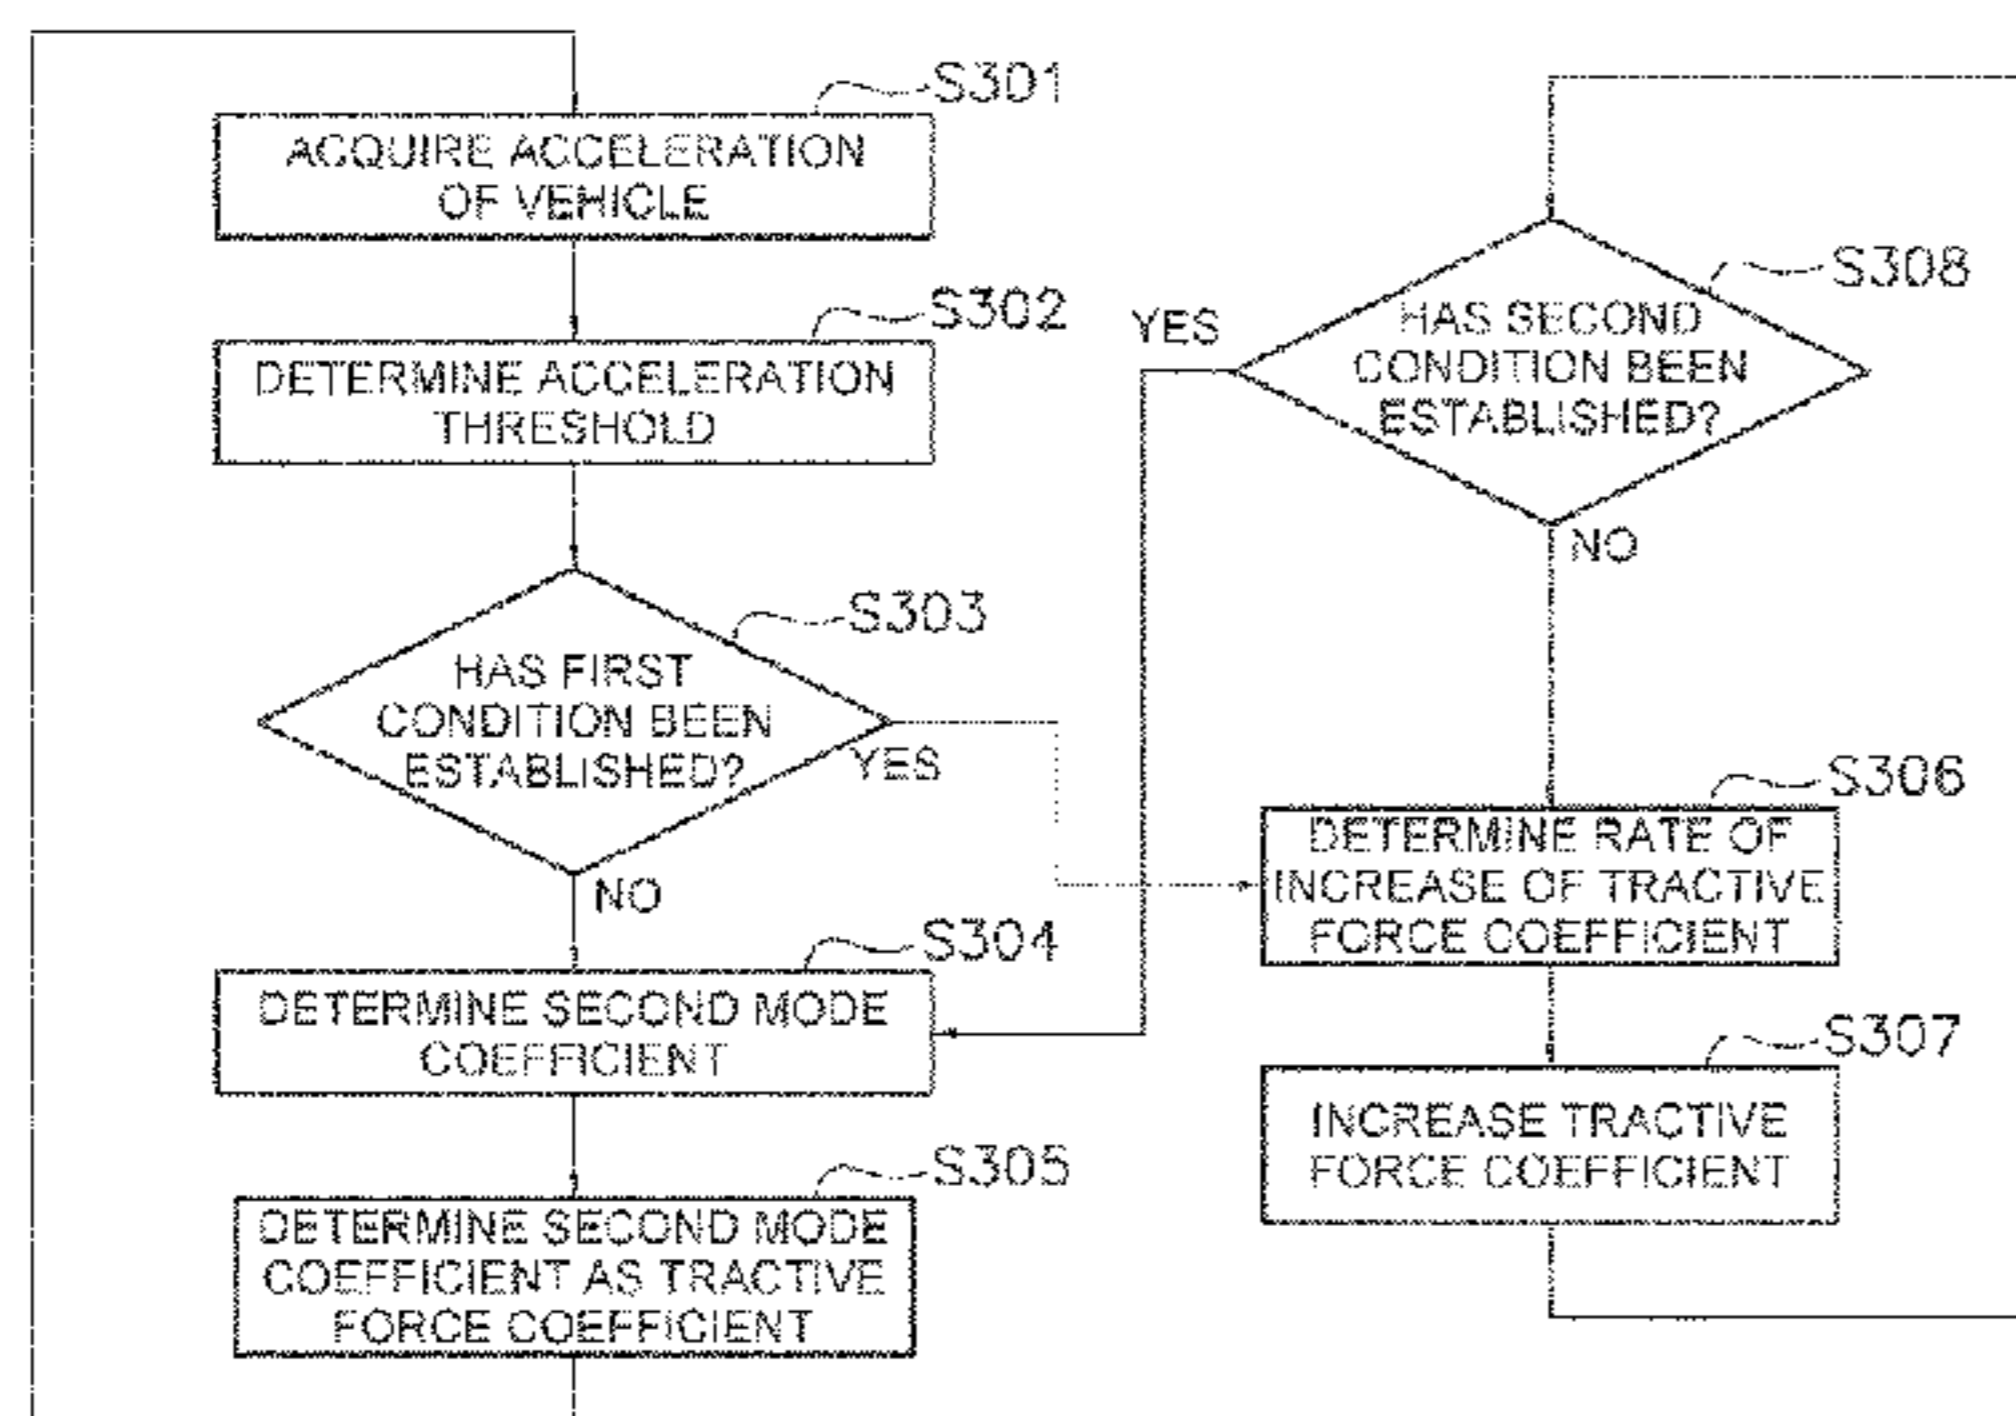 S301
ACQUIRE ACCELERATION
OF VEHICLE
S302
DETERMINE ACCELERATION
THRESHOLD
S303
HAS FIRST
CONDITION BEEN
ESTABLISHED?
YES
NO
S304
DETERMINE SECOND MODE
COEFFICIENT
S305
DETERMINE SECOND MODE
COEFFICIENT AS TRACTIVE
FORCE COEFFICIENT
S308
HAS SECOND
CONDITION BEEN
ESTABLISHED?
YES
NO
S306
DETERMINE RATE OF
INCREASE OF TRACTIVE
FORCE COEFFICIENT
S307
INCREASE TRACTIVE
FORCE COEFFICIENT